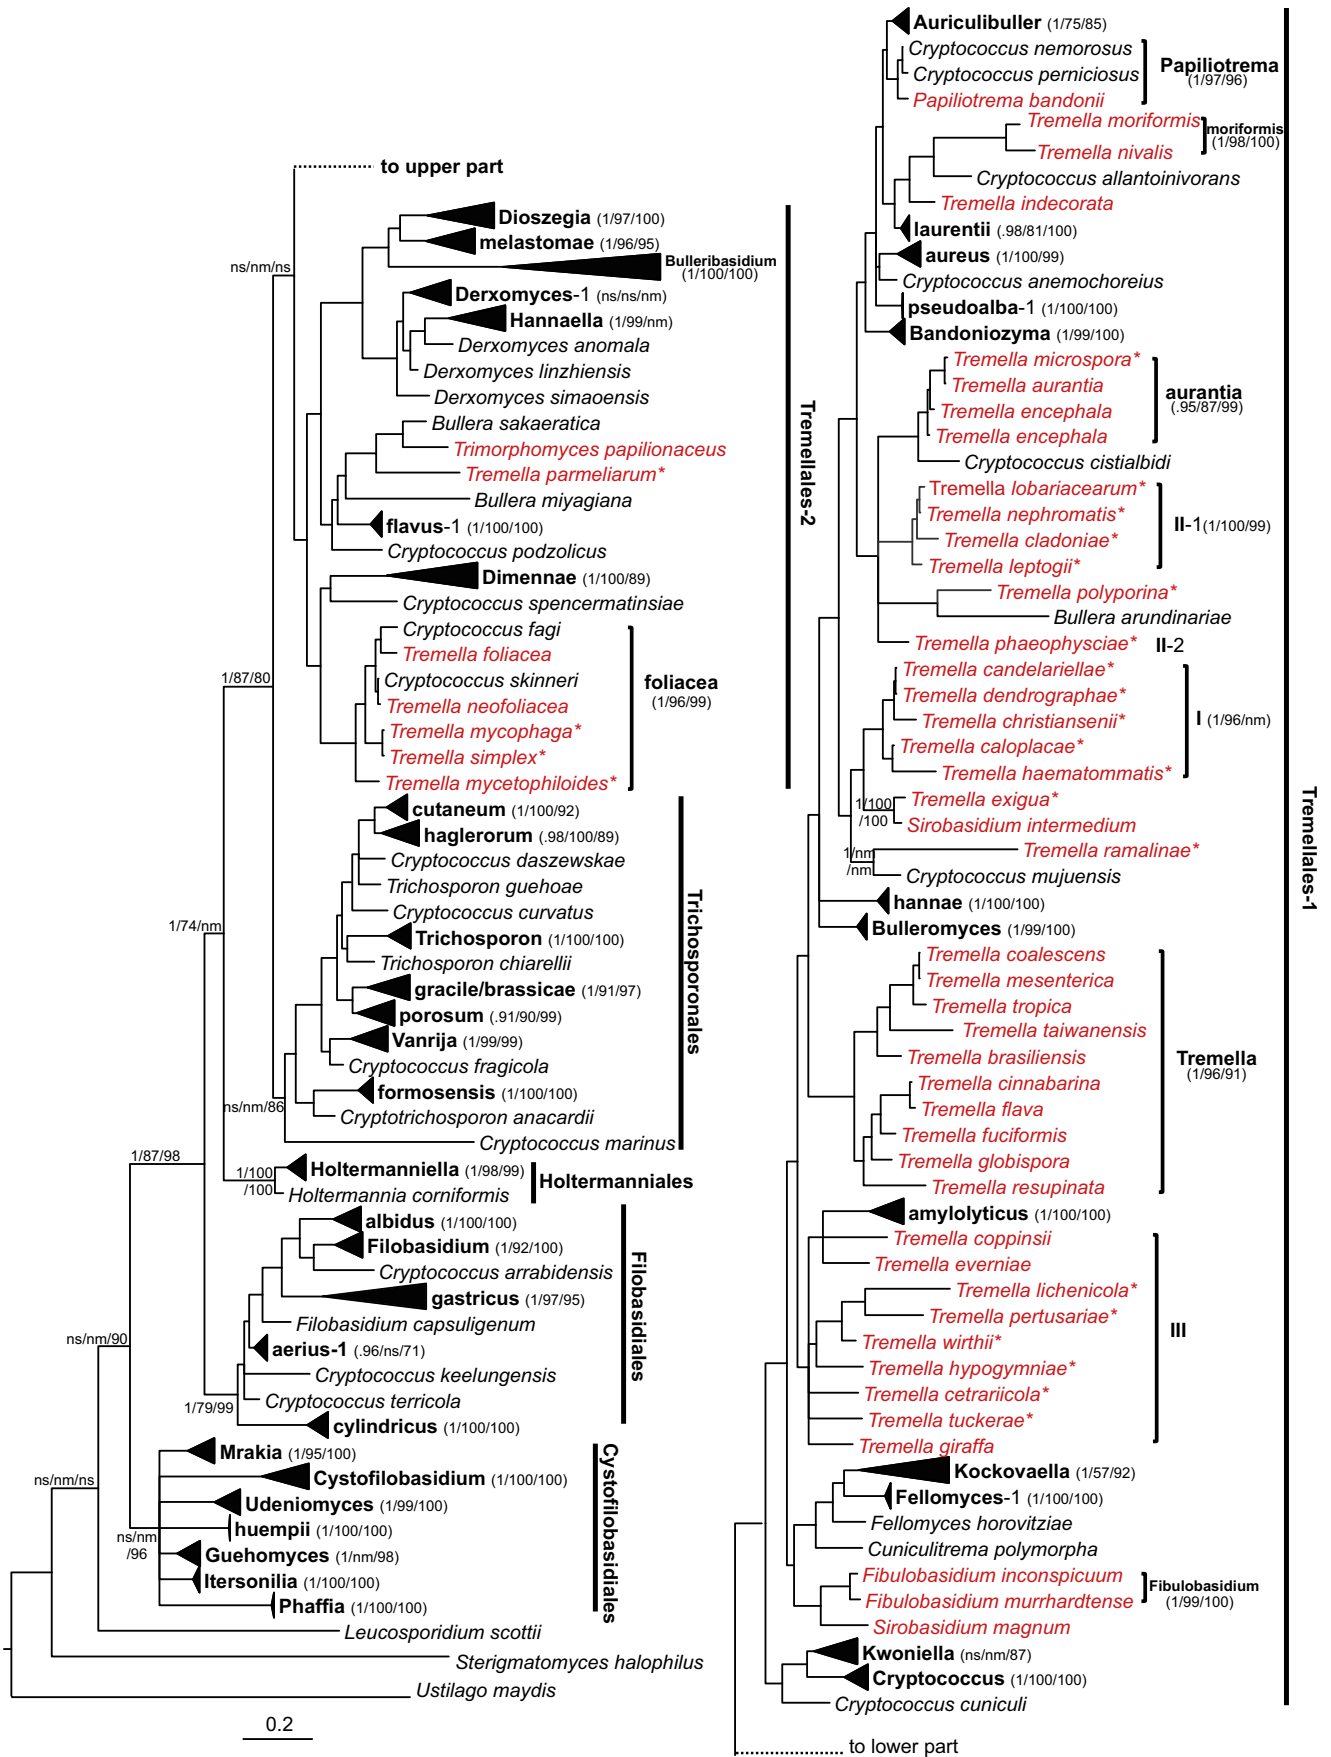 to upper part
Dioszegia (1/97/100)
melastomae (1/96/95)
Bulleribasidium
(1/100/100)
ns/nm/ns
Derxomyces-1 (ns/ns/nm)
Hannaella (1/99/nm)
Derxomyces anomala
Derxomyces linzhiensis
Derxomyces simaoensis
Bullera sakaeratica
Trimorphomyces papilionaceus
Tremella parmeliarum*
Bullera miyagiana
flavus-1 (1/100/100)
Cryptococcus podzolicus
Dimennae (1/100/89)
Cryptococcus spencermatinsiae
Cryptococcus fagi
Tremella foliacea
Cryptococcus skinneri
Tremella neofoliacea
Tremella mycophaga*
Tremella simplex*
Tremella mycetophiloides*
foliacea
(1/96/99)
Tremellales-2
1/87/80
cutaneum (1/100/92)
haglerorum (.98/100/89)
Cryptococcus daszewskae
Trichosporon guehoae
Cryptococcus curvatus
Trichosporon (1/100/100)
Trichosporon chiarellii
gracile/brassicae (1/91/97)
porosum (.91/90/99)
Vanrija (1/99/99)
Cryptococcus fragicola
formosensis (1/100/100)
Cryptotrichosporon anacardii
Cryptococcus marinus
Trichosporonales
1/74/nm
ns/nm/86
1/87/98
1/100
/100
Holtermanniella (1/98/99)
Holtermannia corniformis
Holtermanniales
albidus (1/100/100)
Filobasidium (1/92/100)
Cryptococcus arrabidensis
gastricus (1/97/95)
Filobasidium capsuligenum
aerius-1 (.96/ns/71)
Cryptococcus keelungensis
Cryptococcus terricola
cylindricus (1/100/100)
Filobasidiales
ns/nm/90
1/79/99
Mrakia (1/95/100)
Cystofilobasidium (1/100/100)
Udeniomyces (1/99/100)
huempii (1/100/100)
Guehomyces (1/nm/98)
Itersonilia (1/100/100)
Phaffia (1/100/100)
Cystofilobasidiales
ns/nm/ns
ns/nm
/96
Leucosporidium scottii
Sterigmatomyces halophilus
Ustilago maydis
0.2
Auriculibuller (1/75/85)
Cryptococcus nemorosus
Cryptococcus perniciosus
Papiliotrema bandonii
Papiliotrema
(1/97/96)
Tremella moriformis
Tremella nivalis
moriformis
(1/98/100)
Cryptococcus allantoinivorans
Tremella indecorata
laurentii (.98/81/100)
aureus (1/100/99)
Cryptococcus anemochoreius
pseudoalba-1 (1/100/100)
Bandoniozyma (1/99/100)
Tremella microspora*
Tremella aurantia
Tremella encephala
Tremella encephala
aurantia
(.95/87/99)
Cryptococcus cistialbidi
Tremella lobariacearum*
Tremella nephromatis*
Tremella cladoniae*
Tremella leptogii*
II-1(1/100/99)
Tremella polyporina*
Bullera arundinariae
Tremella phaeophysciae* II-2
Tremella candelariellae*
Tremella dendrographae*
Tremella christiansenii*
Tremella caloplacae*
Tremella haematommatis*
I (1/96/nm)
1/100
/100
Tremella exigua*
Sirobasidium intermedium
1/nm
/nm
Tremella ramalinae*
Cryptococcus mujuensis
hannae (1/100/100)
Bulleromyces (1/99/100)
Tremella coalescens
Tremella mesenterica
Tremella tropica
Tremella taiwanensis
Tremella brasiliensis
Tremella cinnabarina
Tremella flava
Tremella fuciformis
Tremella globispora
Tremella resupinata
Tremella
(1/96/91)
amylolyticus (1/100/100)
Tremella coppinsii
Tremella everniae
Tremella lichenicola*
Tremella pertusariae*
Tremella wirthii*
Tremella hypogymniae*
Tremella cetrariicola*
Tremella tuckerae*
Tremella giraffa
III
Kockovaella (1/57/92)
Fellomyces-1 (1/100/100)
Fellomyces horovitziae
Cuniculitrema polymorpha
Fibulobasidium inconspicuum
Fibulobasidium murrhardtense
Fibulobasidium
(1/99/100)
Sirobasidium magnum
Kwoniella (ns/nm/87)
Cryptococcus (1/100/100)
Cryptococcus cuniculi
Tremellales-1
to lower part